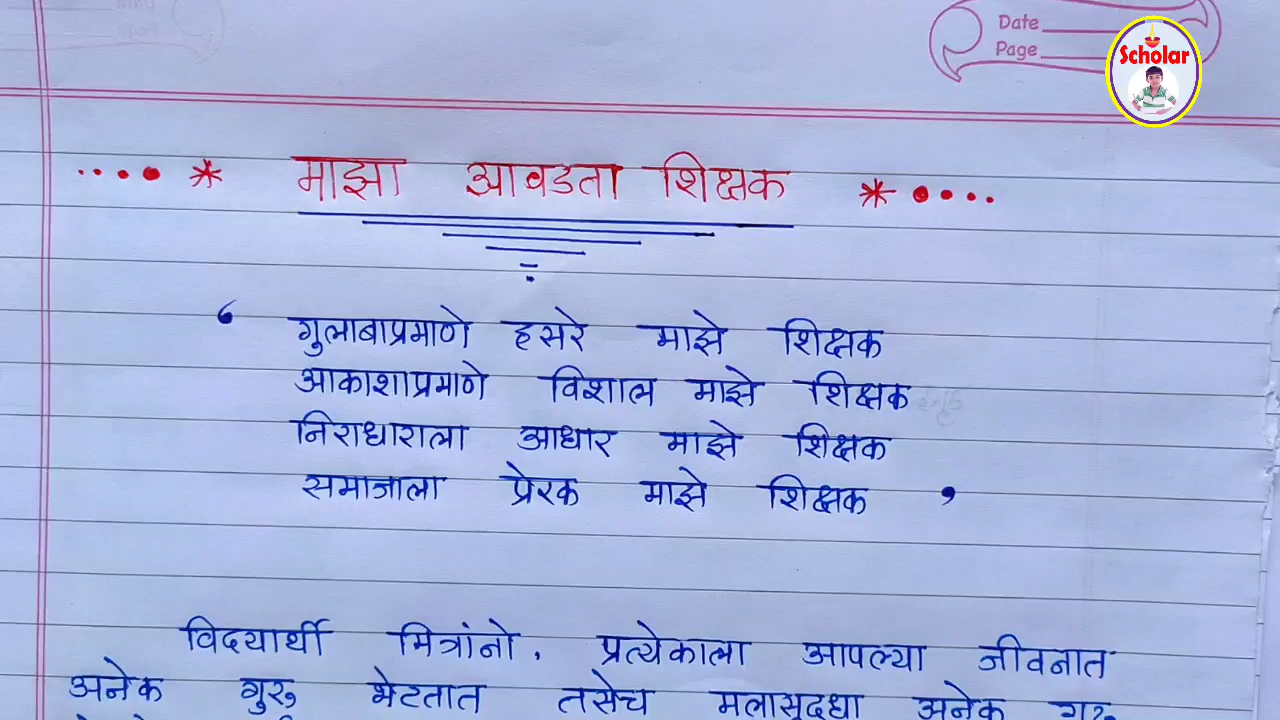 Date
Page
Scholar
माझा आवडता शिक्षक
‘ गुलाबाप्रमाणे हसरे माझे शिक्षक
आकाशाप्रमाणे विशाल माझे शिक्षक
निराधाराला आधार माझे शिक्षक
समाजाला प्रेरक माझे शिक्षक ’
विदयार्थी मित्रांनो, प्रत्येकाला आपल्या जीवनात
अनेक गुरु भेटतात तसेच मलासुदधा अनेक गुरु